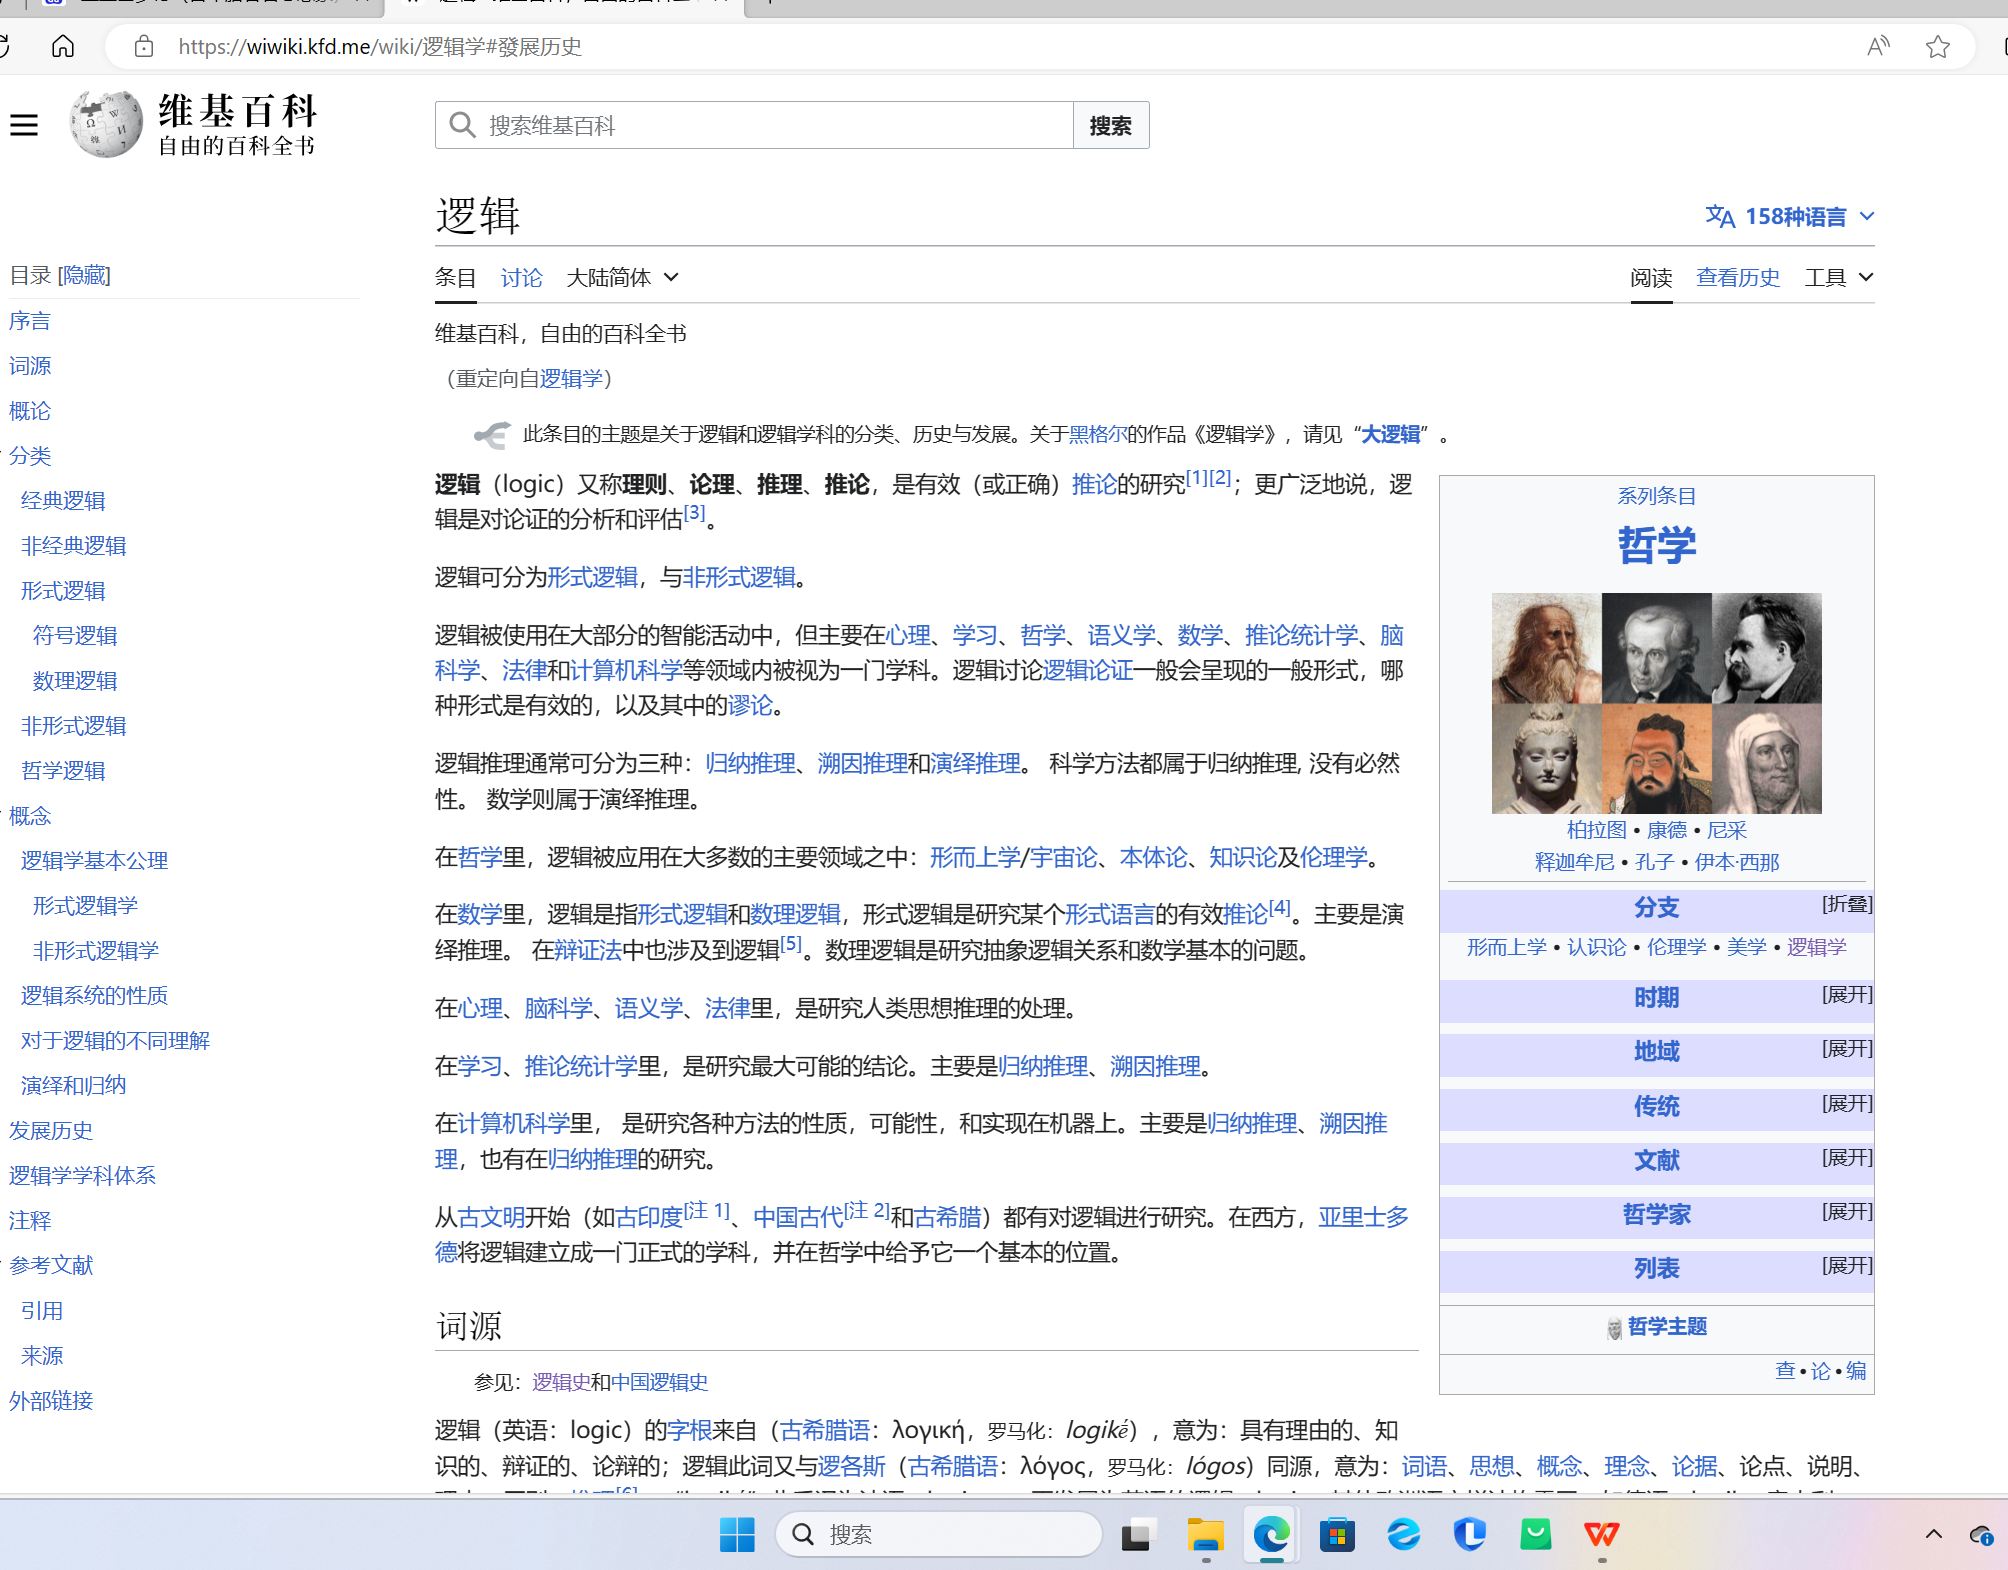 https://wiwiki.kfd.me/wiki/逻辑学#發展历史
维基百科
自由的百科全书
搜索维基百科
搜索
逻辑
158种语言
条目 讨论 大陆简体
阅读 查看历史 工具
目录 [隐藏]
序言
词源
概论
分类
经典逻辑
非经典逻辑
形式逻辑
符号逻辑
数理逻辑
非形式逻辑
哲学逻辑
概念
逻辑学基本公理
形式逻辑学
非形式逻辑学
逻辑系统的性质
对于逻辑的不同理解
演绎和归纳
发展历史
逻辑学学科体系
注释
参考文献
引用
来源
外部链接
维基百科，自由的百科全书
（重定向自逻辑学）
此条目的主题是关于逻辑和逻辑学科的分类、历史与发展。关于黑格尔的作品《逻辑学》，请见“大逻辑”。
逻辑（logic）又称理则、论理、推理、推论，是有效（或正确）推论的研究[1][2]；更广泛地说，逻
辑是对论证的分析和评估[3]。
逻辑可分为形式逻辑，与非形式逻辑。
逻辑被使用在大部分的智能活动中，但主要在心理、学习、哲学、语义学、数学、推论统计学、脑
科学、法律和计算机科学等领域内被视为一门学科。逻辑讨论逻辑论证一般会呈现的一般形式，哪
种形式是有效的，以及其中的谬论。
逻辑推理通常可分为三种：归纳推理、溯因推理和演绎推理。 科学方法都属于归纳推理, 没有必然
性。 数学则属于演绎推理。
在哲学里，逻辑被应用在大多数的主要领域之中：形而上学/宇宙论、本体论、知识论及伦理学。
在数学里，逻辑是指形式逻辑和数理逻辑，形式逻辑是研究某个形式语言的有效推论[4]。主要是演
绎推理。 在辩证法中也涉及到逻辑[5]。数理逻辑是研究抽象逻辑关系和数学基本的问题。
在心理、脑科学、语义学、法律里，是研究人类思想推理的处理。
在学习、推论统计学里，是研究最大可能的结论。主要是归纳推理、溯因推理。
在计算机科学里， 是研究各种方法的性质，可能性，和实现在机器上。主要是归纳推理、溯因推
理，也有在归纳推理的研究。
从古文明开始（如古印度[注 1]、中国古代[注 2]和古希腊）都有对逻辑进行研究。在西方，亚里士多
德将逻辑建立成一门正式的学科，并在哲学中给予它一个基本的位置。
词源
参见：逻辑史和中国逻辑史
逻辑（英语：logic）的字根来自（古希腊语：λογική，罗马化：logikḗ），意为：具有理由的、知
识的、辩证的、论辩的；逻辑此词又与逻各斯（古希腊语：λόγος，罗马化：lógos）同源，意为：词语、思想、概念、理念、论据、论点、说明、
系列条目
哲学
柏拉图 • 康德 • 尼采
释迦牟尼 • 孔子 • 伊本·西那
分支 [折叠]
形而上学 • 认识论 • 伦理学 • 美学 • 逻辑学
时期 [展开]
地域 [展开]
传统 [展开]
文献 [展开]
哲学家 [展开]
列表 [展开]
哲学主题
查 • 论 • 编
搜索